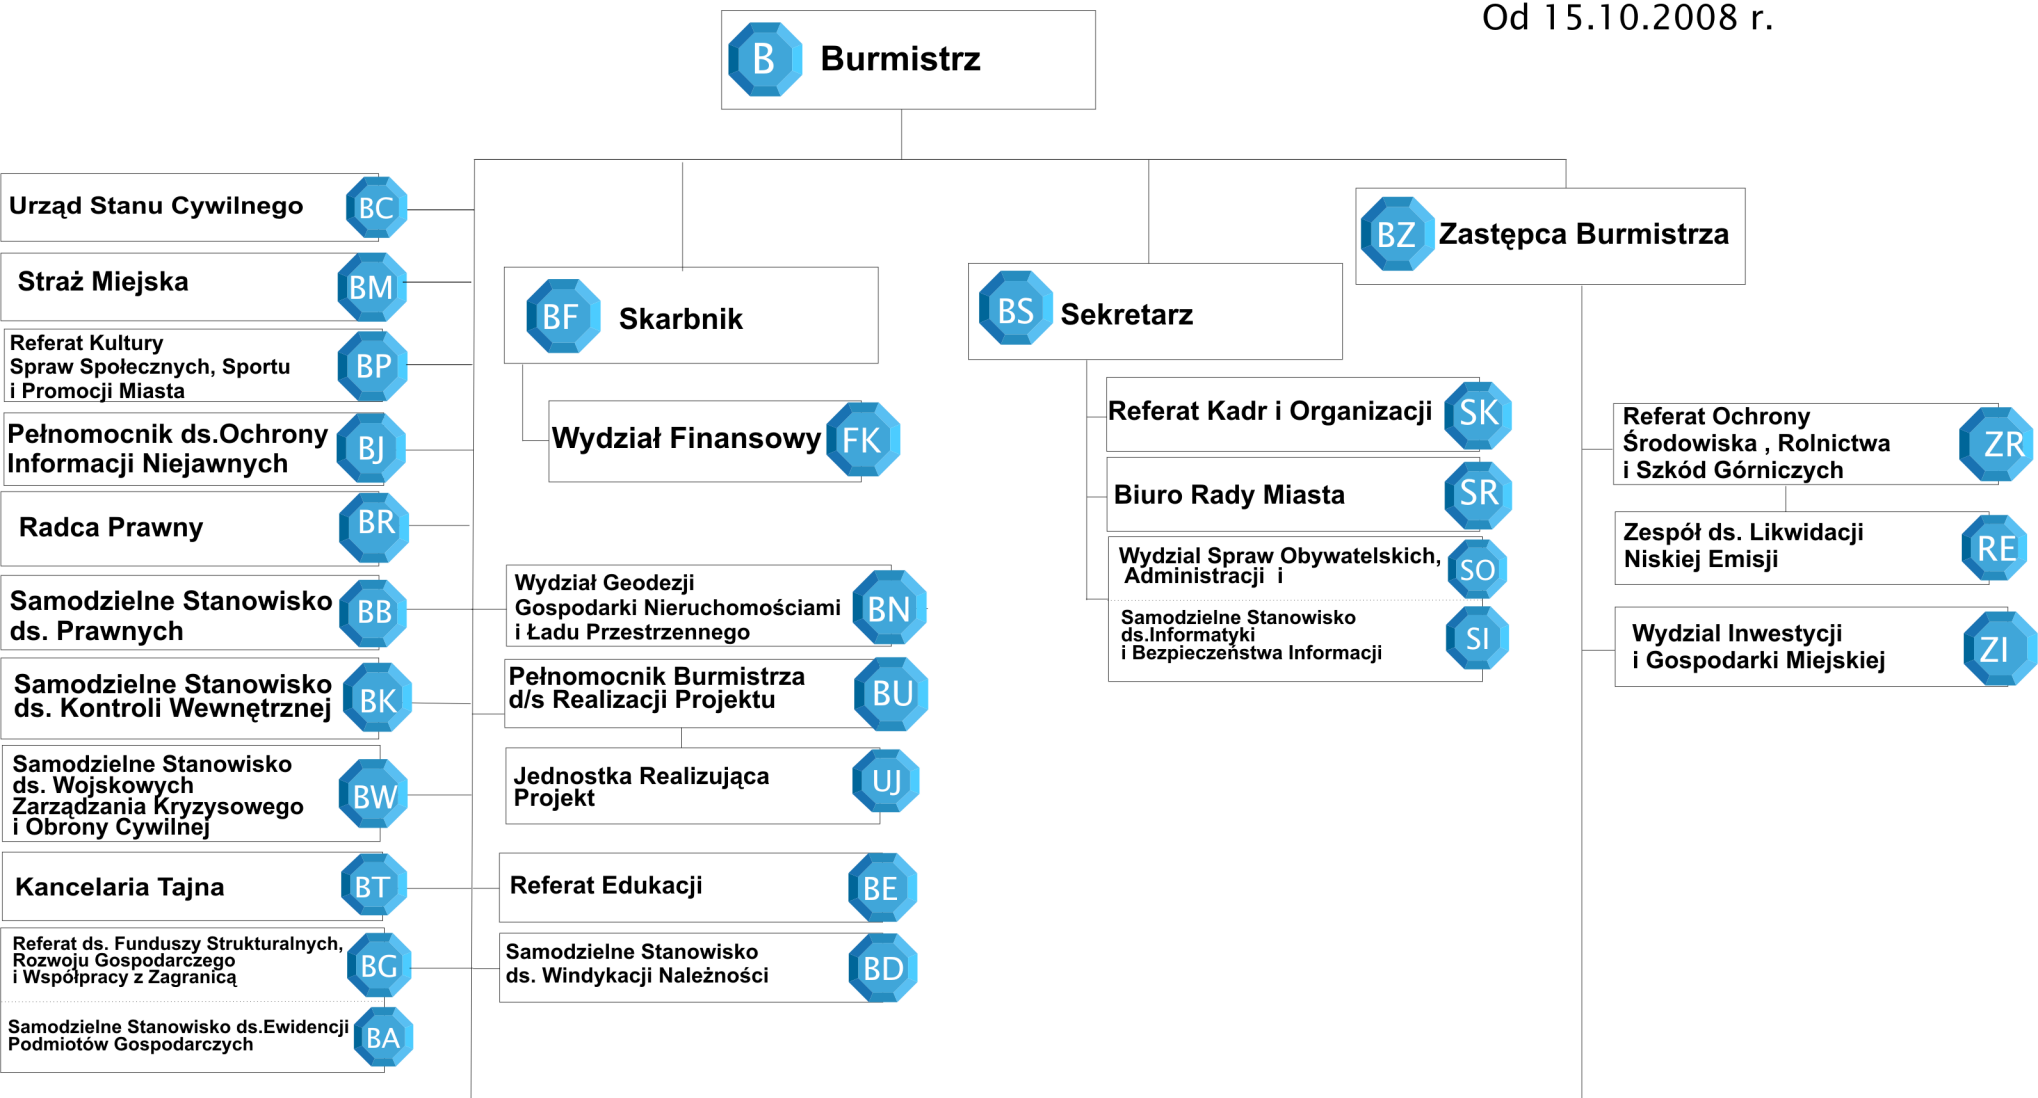 Od 15.10.2008 r.
B
Burmistrz
Urząd Stanu Cywilnego
BC
Straż Miejska
BM
Referat Kultury
Spraw Społecznych, Sportu
i Promocji Miasta
BP
Pełnomocnik ds.Ochrony
Informacji Niejawnych
BJ
Radca Prawny
BR
Samodzielne Stanowisko
ds. Prawnych
BB
Samodzielne Stanowisko
ds. Kontroli Wewnętrznej
BK
Samodzielne Stanowisko
ds. Wojskowych
Zarządzania Kryzysowego
i Obrony Cywilnej
BW
Kancelaria Tajna
BT
Referat ds. Funduszy Strukturalnych,
Rozwoju Gospodarczego
i Współpracy z Zagranicą
BG
Samodzielne Stanowisko ds.Ewidencji
Podmiotów Gospodarczych
BA
BF
Skarbnik
Wydział Finansowy
FK
Wydział Geodezji
Gospodarki Nieruchomościami
i Ładu Przestrzennego
BN
Pełnomocnik Burmistrza
d/s Realizacji Projektu
BU
Jednostka Realizująca
Projekt
UJ
Referat Edukacji
BE
Samodzielne Stanowisko
ds. Windykacji Należności
BD
BS
Sekretarz
Referat Kadr i Organizacji
SK
Biuro Rady Miasta
SR
Wydzial Spraw Obywatelskich,
Administracji i
SO
Samodzielne Stanowisko
ds.Informatyki
i Bezpieczeństwa Informacji
SI
BZ
Zastępca Burmistrza
Referat Ochrony
Środowiska , Rolnictwa
i Szkód Górniczych
ZR
Zespół ds. Likwidacji
Niskiej Emisji
RE
Wydzial Inwestycji
i Gospodarki Miejskiej
ZI